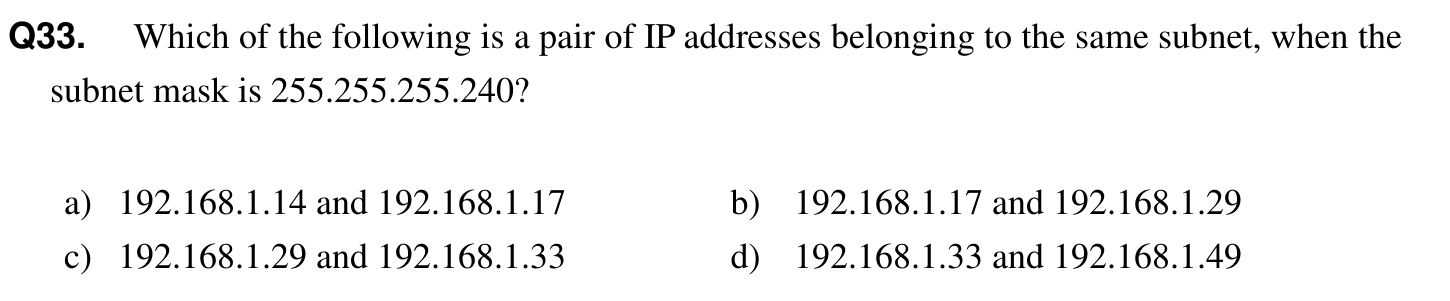 Q33. Which of the following is a pair of IP addresses belonging to the same subnet, when the
subnet mask is 255.255.255.240?
a) 192.168.1.14 and 192.168.1.17 b) 192.168.1.17 and 192.168.1.29
c) 192.168.1.29 and 192.168.1.33 d) 192.168.1.33 and 192.168.1.49